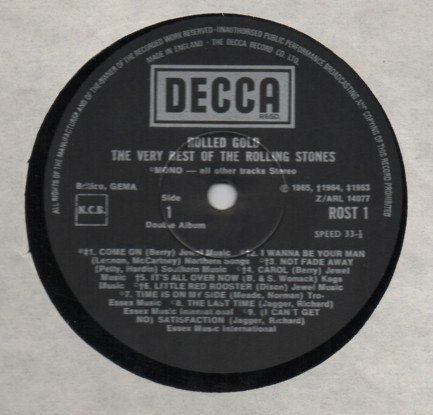 ALL RIGHTS OF THE MANUFACTURER AND OF THE OWNER OF THE RECORDED WORK RESERVED · UNAUTHORISED PUBLIC PERFORMANCE BROADCASTING AND COPYING OF THIS RECORD PROHIBITED
MADE IN ENGLAND · THE DECCA RECORD CO. LTD.
DECCA
ROLLED GOLD
THE VERY BEST OF THE ROLLING STONES
°MONO — all other tracks Stereo
GEMA
℗ 1965, †1964, ‡1963
Z/ARL 14077
N.C.B.
Side
1
ROST 1
Double Album
SPEED 33-⅓
1. COME ON (Berry) Jewel Music 2. I WANNA BE YOUR MAN
(Lennon, McCartney) Northern Songs 3. NOT FADE AWAY
(Petty, Hardin) Southern Music 4. CAROL (Berry) Jewel
Music 5. IT'S ALL OVER NOW (B. & S. Womack) Kags
Music 6. LITTLE RED ROOSTER (Dixon) Jewel Music
7. TIME IS ON MY SIDE (Meade, Norman) Tro-
Essex Music 8. THE LAST TIME (Jagger, Richard)
Essex Music International 9. (I CAN'T GET
NO) SATISFACTION (Jagger, Richard)
Essex Music International